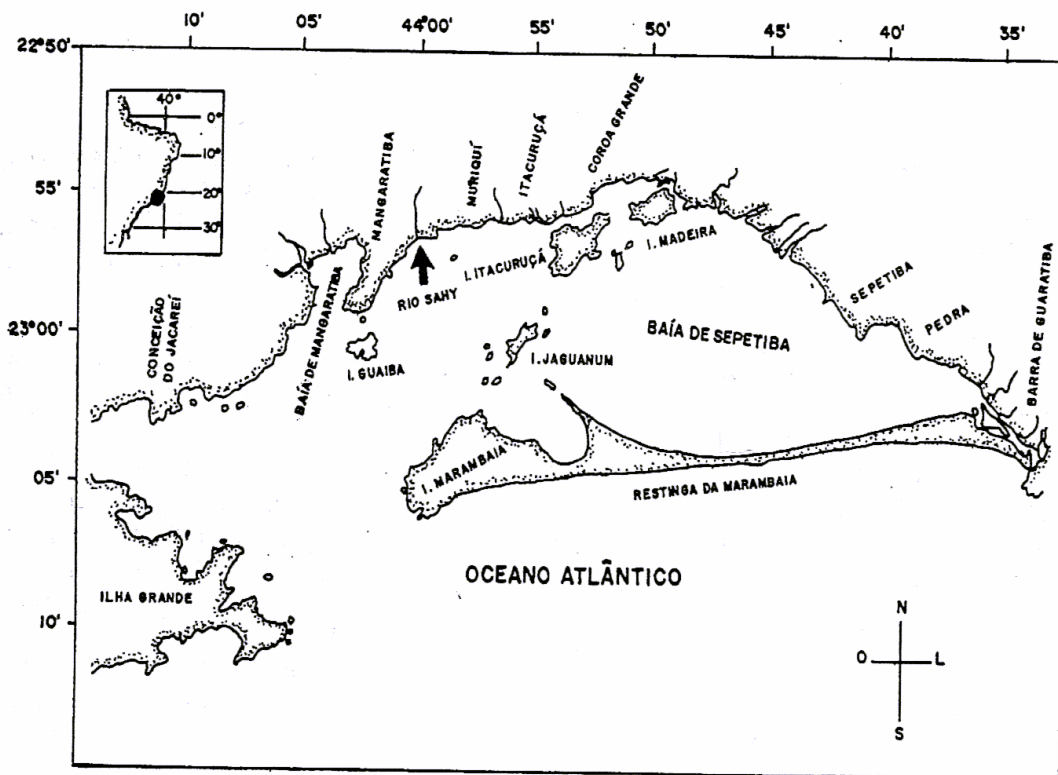 10'
05'
44°00'
55'
50'
45'
40'
35'
22°50'
55'
23°00'
05'
10'
40°
0°
10°
20°
30°
MANGARATIBA
MURIQUÍ
ITACURUÇÁ
COROA GRANDE
I. MADEIRA
I. ITACURUÇÁ
RIO SAHY
SEPETIBA
PEDRA
BARRA DE GUARATIBA
CONCEIÇÃO
DO JACAREÍ
BAÍA DE MANGARATIBA
I. GUAIBA
I. JAGUANUM
BAÍA DE SEPETIBA
I. MARAMBAIA
RESTINGA DA MARAMBAIA
OCEANO ATLÂNTICO
ILHA GRANDE
N
O
L
S